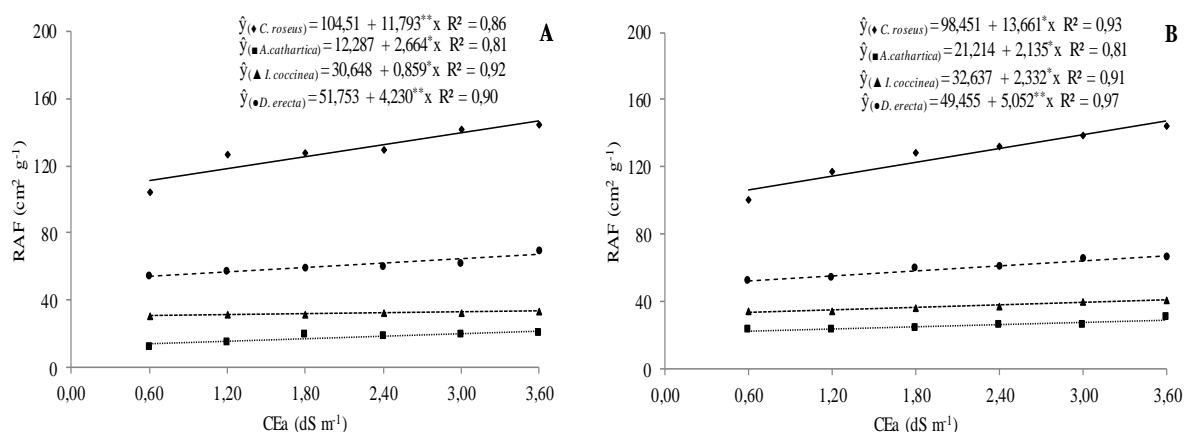 ŷ(♦ C. roseus) = 104,51 + 11,793**x R² = 0,86
ŷ(■ A.cathartica) = 12,287 + 2,664*x R² = 0,81
ŷ(▲ I. coccinea) = 30,648 + 0,859*x R² = 0,92
ŷ(● D. erecta) = 51,753 + 4,230**x R² = 0,90
A
200
160
120
80
40
0
RAF (cm² g⁻¹)
0,00 0,60 1,20 1,80 2,40 3,00 3,60
CEa (dS m⁻¹)
ŷ(♦ C. roseus) = 98,451 + 13,661*x R² = 0,93
ŷ(■ A.cathartica) = 21,214 + 2,135*x R² = 0,81
ŷ(▲ I. coccinea) = 32,637 + 2,332*x R² = 0,91
ŷ(● D. erecta) = 49,455 + 5,052**x R² = 0,97
B
200
160
120
80
40
0
RAF (cm² g⁻¹)
0,00 0,60 1,20 1,80 2,40 3,00 3,60
CEa (dS m⁻¹)